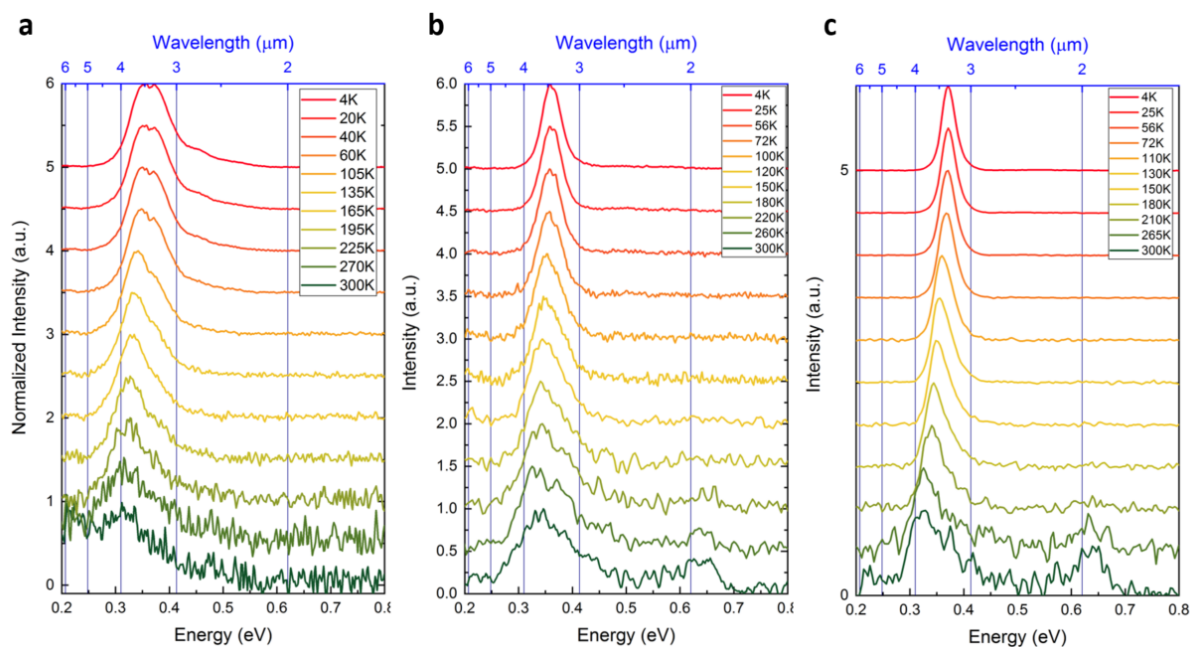 a
Wavelength (μm)
6 5 4 3 2
Normalized Intensity (a.u.)
6
5
4
3
2
1
0
4K
20K
40K
60K
105K
135K
165K
195K
225K
270K
300K
0.2 0.3 0.4 0.5 0.6 0.7 0.8
Energy (eV)
b
Wavelength (μm)
6 5 4 3 2
Intensity (a.u.)
6.0
5.5
5.0
4.5
4.0
3.5
3.0
2.5
2.0
1.5
1.0
0.5
0.0
4K
25K
56K
72K
100K
120K
150K
180K
220K
260K
300K
0.2 0.3 0.4 0.5 0.6 0.7 0.8
Energy (eV)
c
Wavelength (μm)
6 5 4 3 2
Intensity (a.u.)
5
0
4K
25K
56K
72K
110K
130K
150K
180K
210K
265K
300K
0.2 0.3 0.4 0.5 0.6 0.7 0.8
Energy (eV)